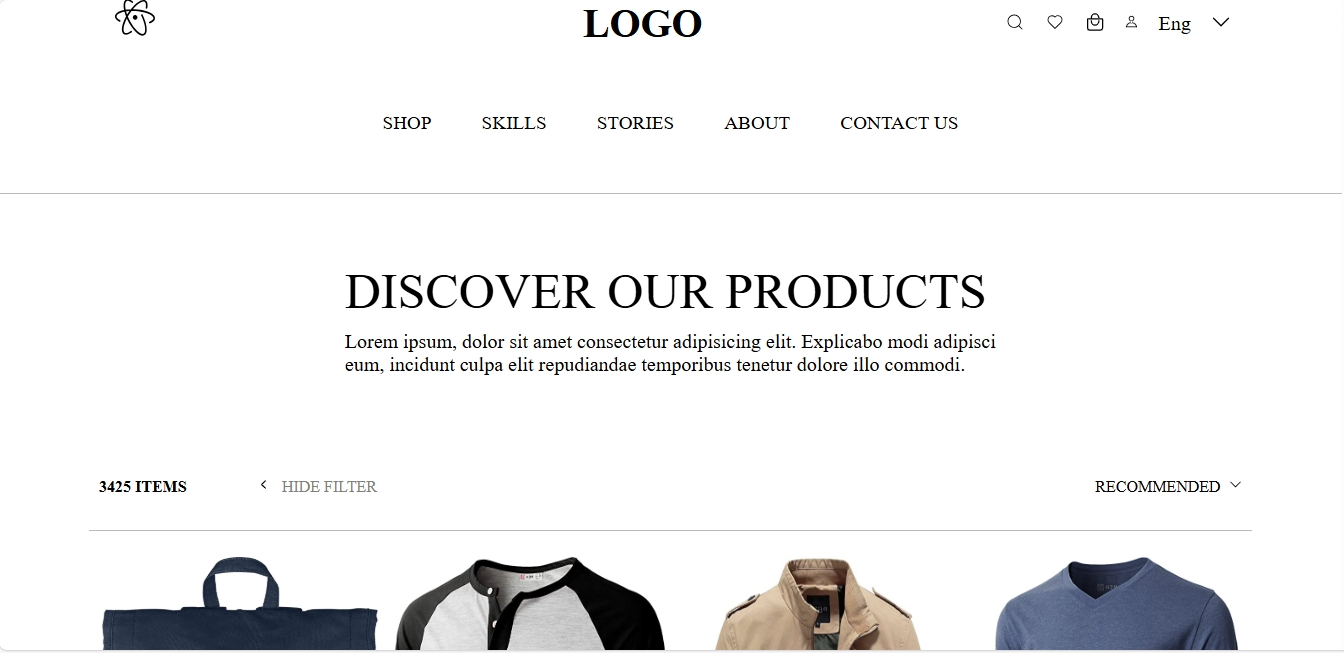 LOGO
Eng
SHOP SKILLS STORIES ABOUT CONTACT US
DISCOVER OUR PRODUCTS
Lorem ipsum, dolor sit amet consectetur adipisicing elit. Explicabo modi adipisci
eum, incidunt culpa elit repudiandae temporibus tenetur dolore illo commodi.
3425 ITEMS
HIDE FILTER
RECOMMENDED